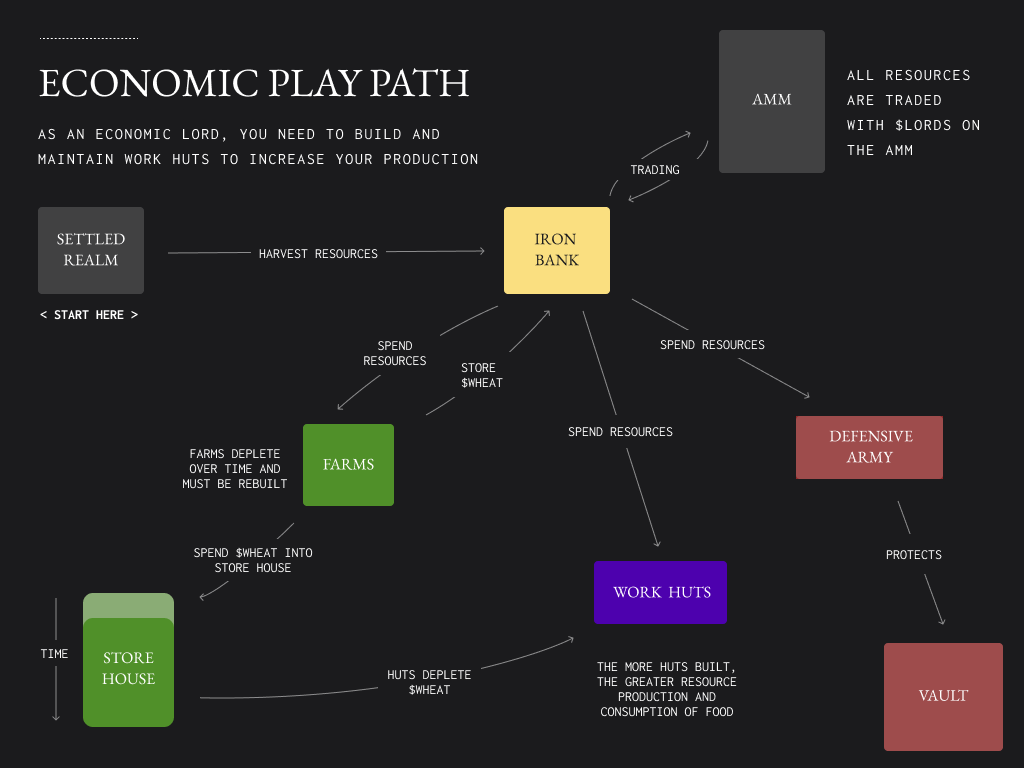 ECONOMIC PLAY PATH
AS AN ECONOMIC LORD, YOU NEED TO BUILD AND
MAINTAIN WORK HUTS TO INCREASE YOUR PRODUCTION
AMM
ALL RESOURCES
ARE TRADED
WITH $LORDS ON
THE AMM
TRADING
SETTLED
REALM
< START HERE >
HARVEST RESOURCES
IRON
BANK
SPEND
RESOURCES
STORE
$WHEAT
SPEND RESOURCES
SPEND RESOURCES
DEFENSIVE
ARMY
FARMS DEPLETE
OVER TIME AND
MUST BE REBUILT
FARMS
SPEND $WHEAT INTO
STORE HOUSE
PROTECTS
WORK HUTS
TIME
STORE
HOUSE
HUTS DEPLETE
$WHEAT
THE MORE HUTS BUILT,
THE GREATER RESOURCE
PRODUCTION AND
CONSUMPTION OF FOOD
VAULT